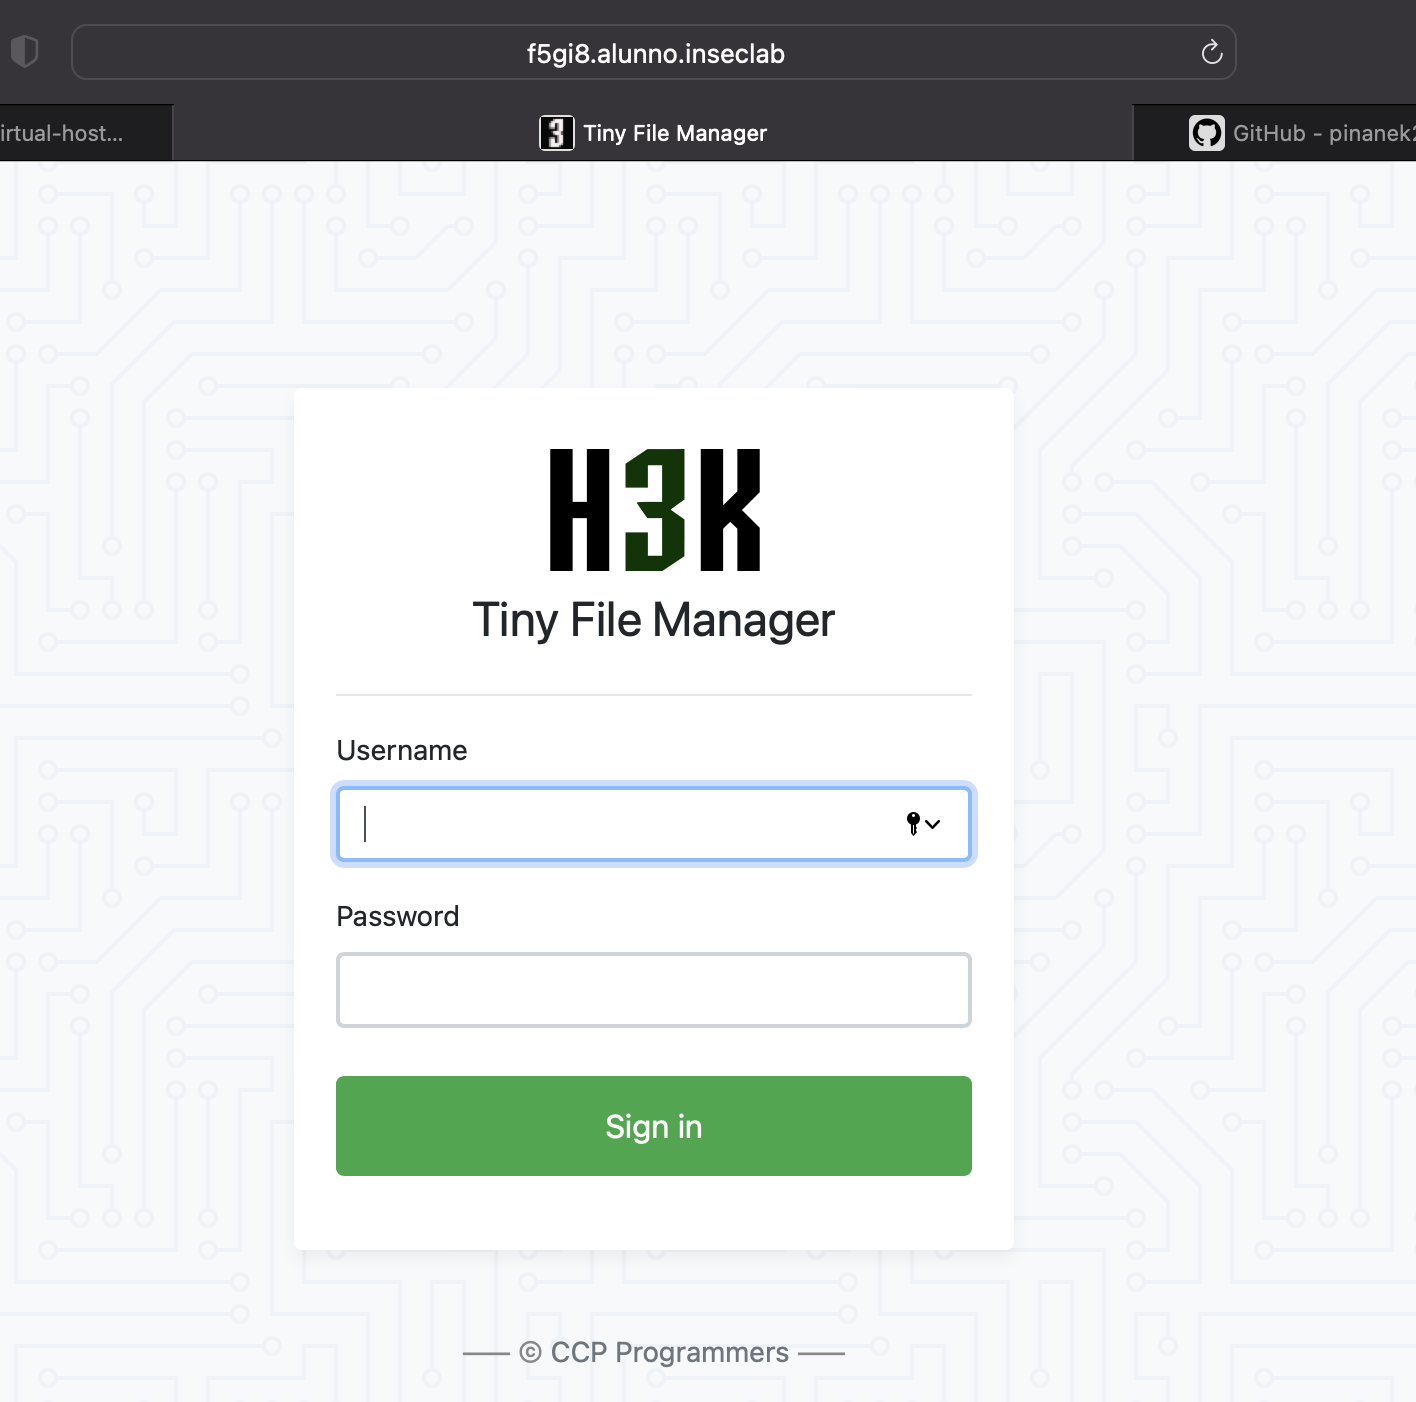 f5gi8.alunno.inseclab
irtual-host...
Tiny File Manager
GitHub - pinanek2
H3K
Tiny File Manager
Username
Password
Sign in
© CCP Programmers